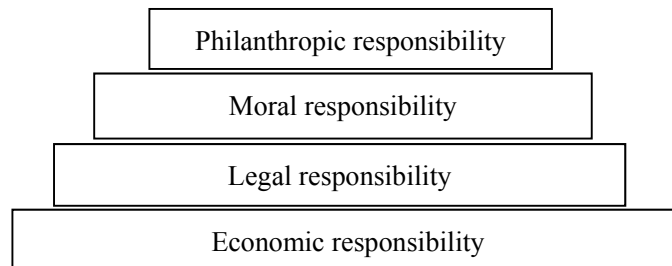 Philanthropic responsibility
Moral responsibility
Legal responsibility
Economic responsibility